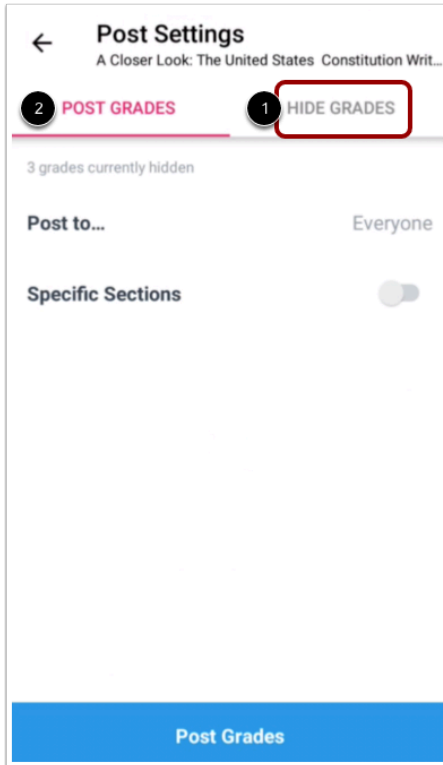 Post Settings
A Closer Look: The United States Constitution Writ...
2 POST GRADES 1 HIDE GRADES
3 grades currently hidden
Post to... Everyone
Specific Sections
Post Grades